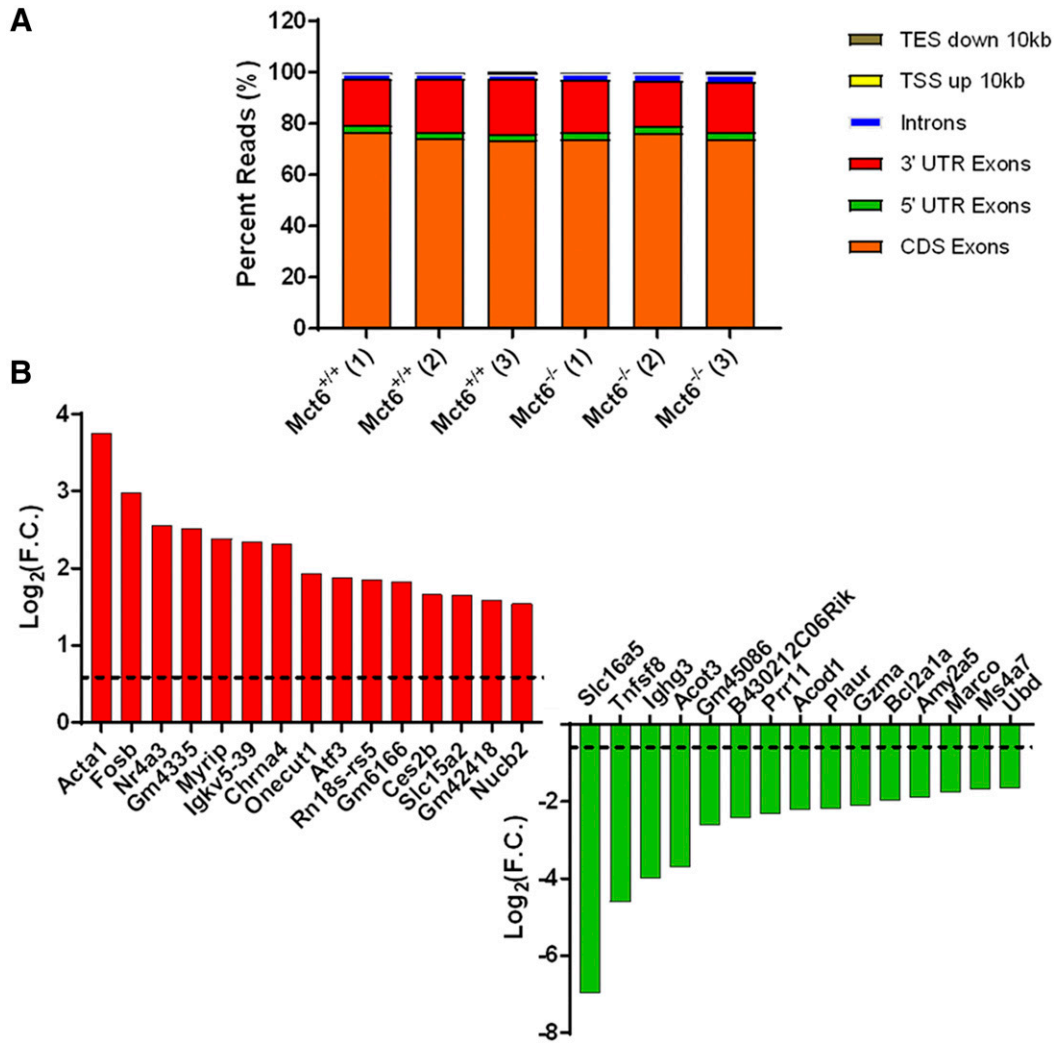 A
120
100
80
60
40
20
0
Percent Reads (%)
Mct6+/+ (1)
Mct6+/+ (2)
Mct6+/+ (3)
Mct6-/- (1)
Mct6-/- (2)
Mct6-/- (3)
TES down 10kb
TSS up 10kb
Introns
3' UTR Exons
5' UTR Exons
CDS Exons
B
4
3
2
1
0
Log2(F.C.)
Acta1
Fosb
Nr4a3
Gm4335
Myrip
Igkv5-39
Chrna4
Onecut1
Atf3
Rn18s-rs5
Gm6166
Ces2b
Slc15a2
Gm42418
Nucb2
Slc16a5
Tnfsf8
Ighg3
Acot3
Gm45086
B430212C06Rik
Prr11
Acod1
Plaur
Gzma
Bcl2a1a
Amy2a5
Marco
Ms4a7
Ubd
-2
-4
-6
-8
Log2(F.C.)